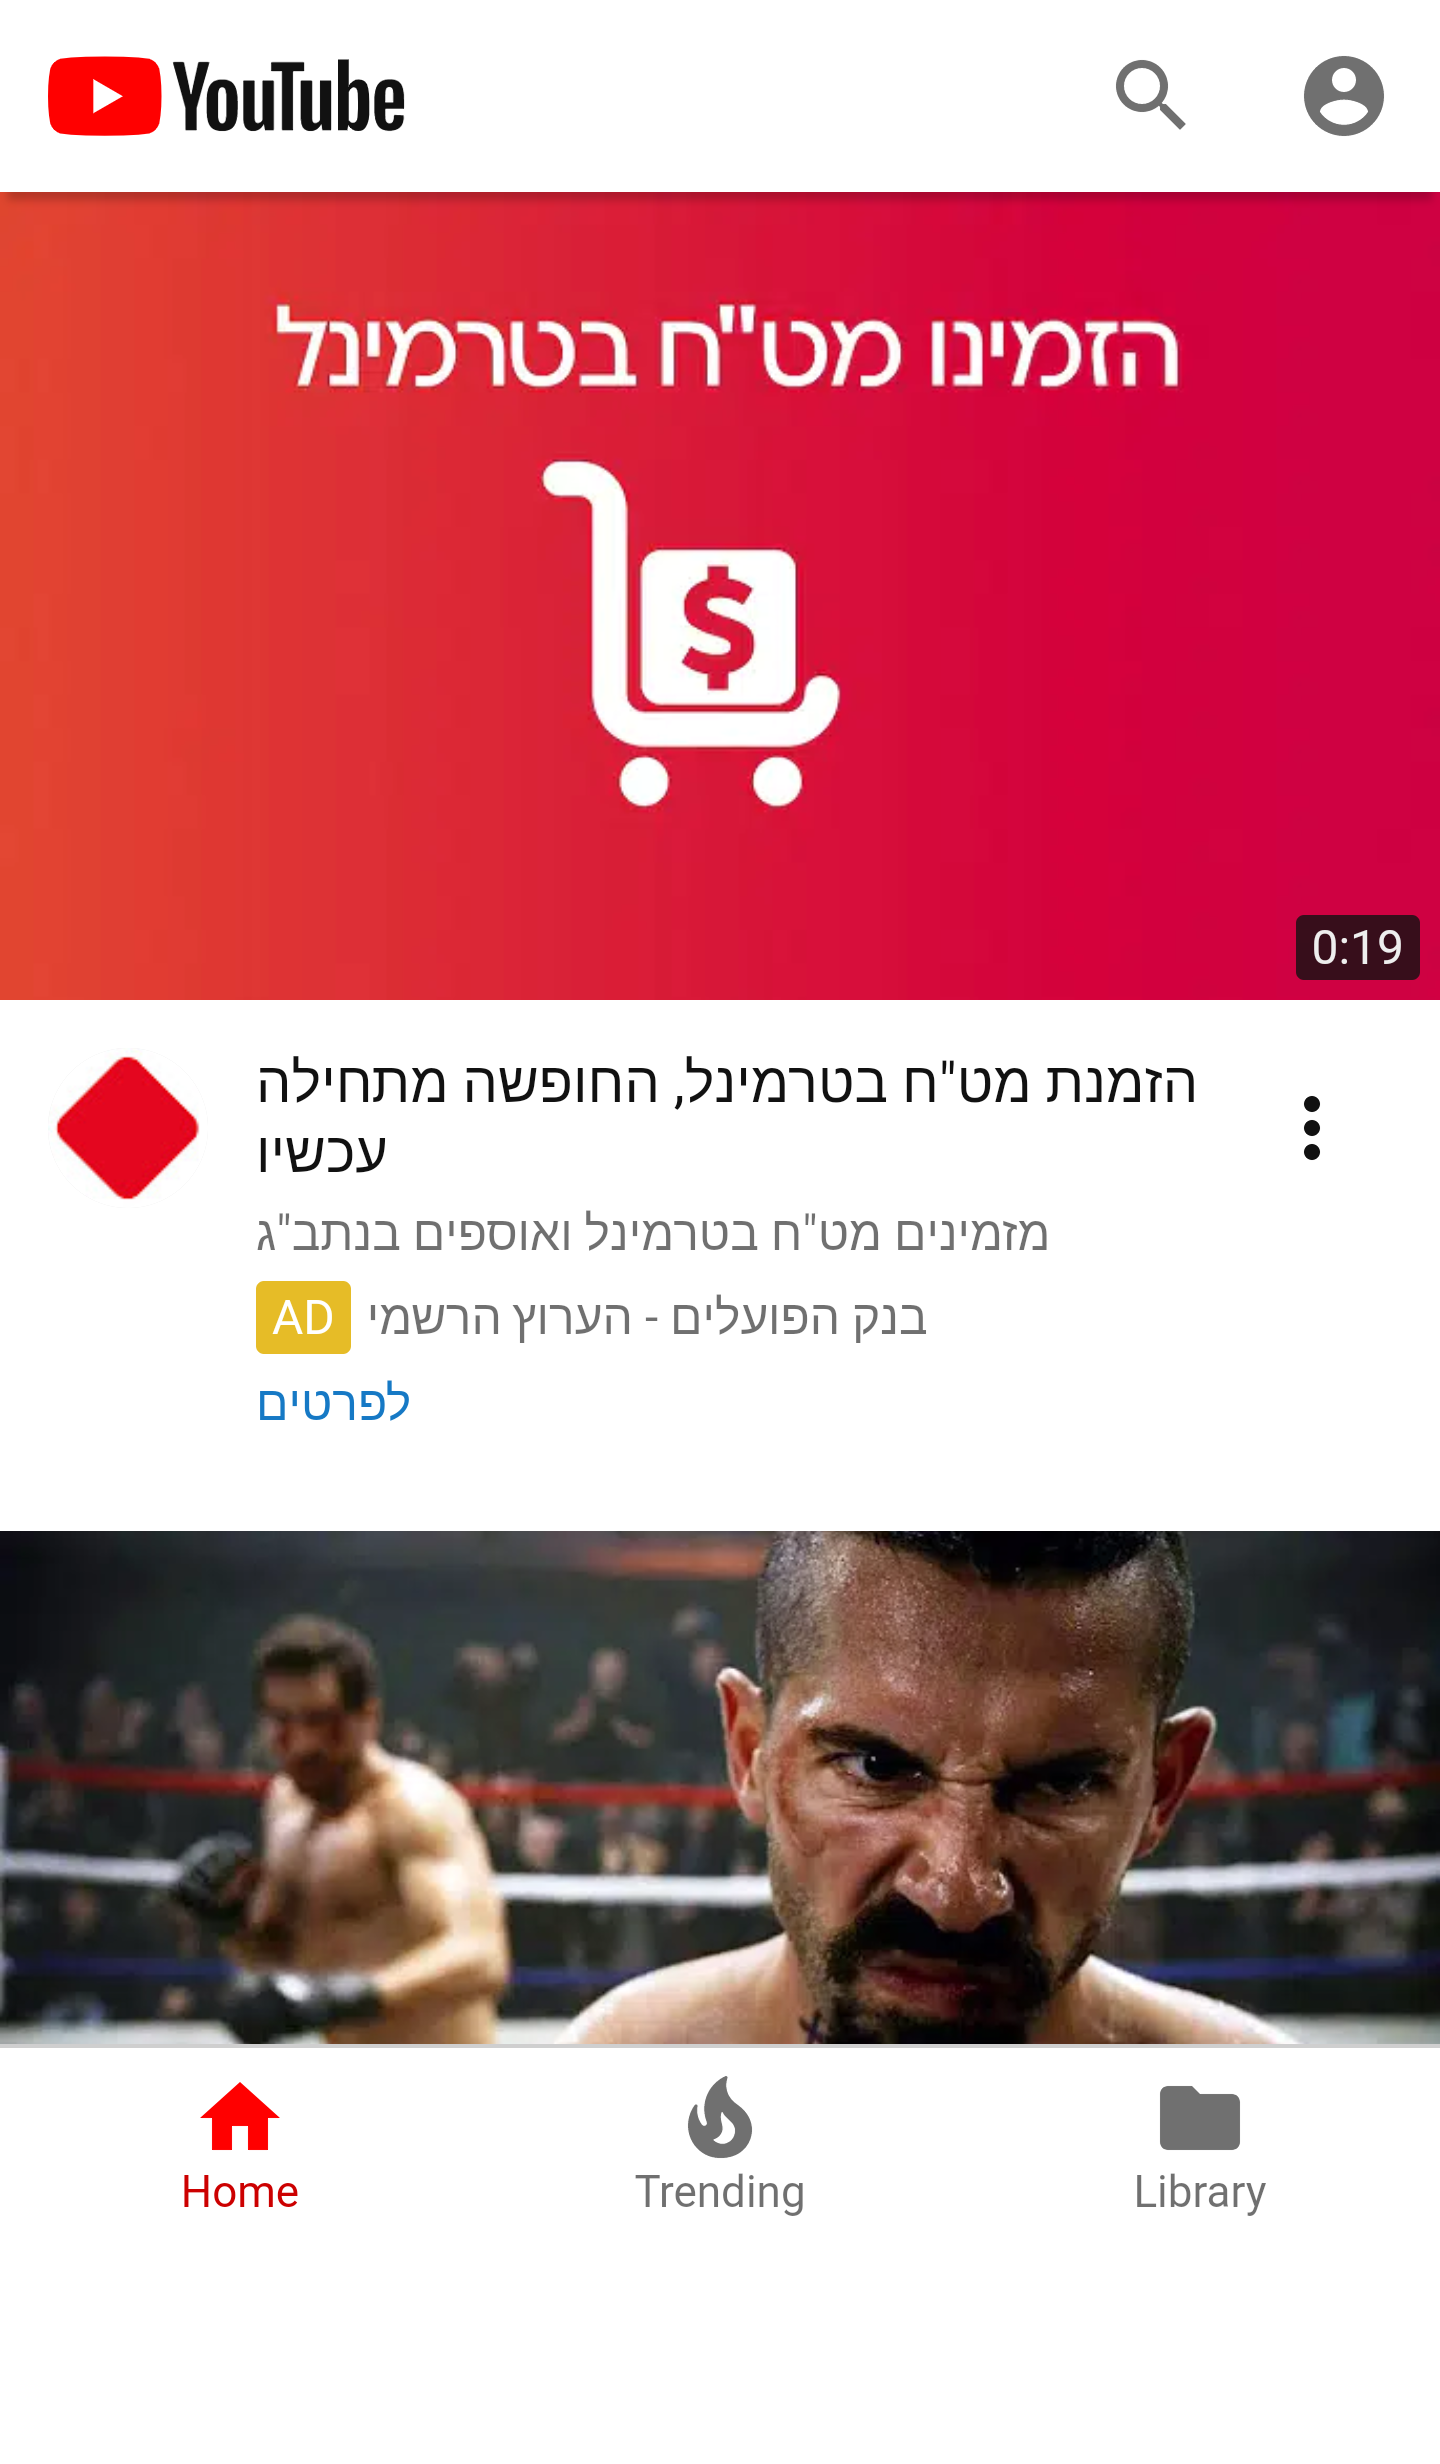 YouTube
הזמינו מט"ח בטרמינל
$
0:19
הזמנת מט"ח בטרמינל, החופשה מתחילה
עכשיו
מזמינים מט"ח בטרמינל ואוספים בנתב"ג
AD בנק הפועלים - הערוץ הרשמי
לפרטים
Home Trending Library